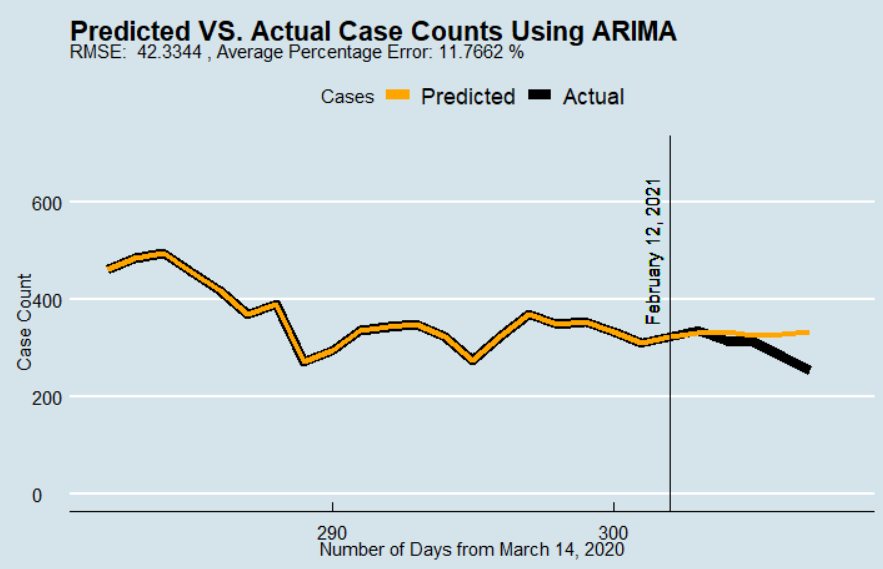 Predicted VS. Actual Case Counts Using ARIMA
RMSE:  42.3344 , Average Percentage Error: 11.7662 %
Cases Predicted Actual
600
400
200
0
Case Count
February 12, 2021
290 300
Number of Days from March 14, 2020